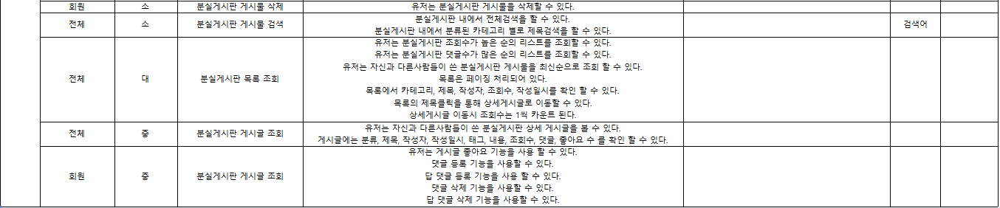 회원 소 분실게시판 게시물 삭제 유저는 분실게시판 게시물을 삭제할 수 있다.
전체 소 분실게시판 게시물 검색 분실게시판 내에서 전체검색을 할 수 있다.
분실게시판 내에서 분류된 카테고리 별로 제목검색을 할 수 있다.
검색어
전체 대 분실게시판 목록 조회 유저는 분실게시판 조회수가 높은 순의 리스트를 조회할 수 있다.
유저는 분실게시판 댓글수가 많은 순의 리스트를 조회할 수 있다.
유저는 자신과 다른사람들이 쓴 분실게시판 게시물을 최신순으로 조회 할 수 있다.
목록은 페이징 처리되어 있다.
목록에서 카테고리, 제목, 작성자, 조회수, 작성일시를 확인 할 수 있다.
목록의 제목클릭을 통해 상세게시글로 이동할 수 있다.
상세게시글 이동시 조회수는 1씩 카운트 된다.
전체 중 분실게시판 게시글 조회 유저는 자신과 다른사람들이 쓴 분실게시판 상세 게시글을 볼 수 있다.
게시글에는 분류, 제목, 작성자, 작성일시, 태그, 내용, 조회수, 댓글, 좋아요 수 를 확인 할 수 있다.
회원 중 분실게시판 게시글 조회 유저는 게시글 좋아요 기능을 사용 할 수 있다.
댓글 등록 기능을 사용할 수 있다.
답 댓글 등록 기능을 사용 할 수 있다.
댓글 삭제 기능을 사용할 수 있다.
답 댓글 삭제 기능을 사용할 수 있다.